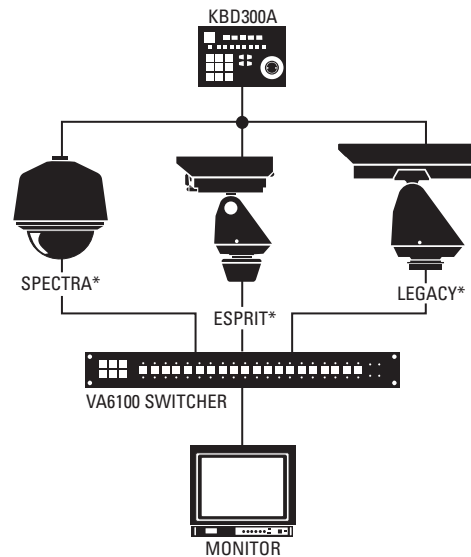 KBD300A
SPECTRA*
ESPRIT*
LEGACY*
VA6100 SWITCHER
MONITOR